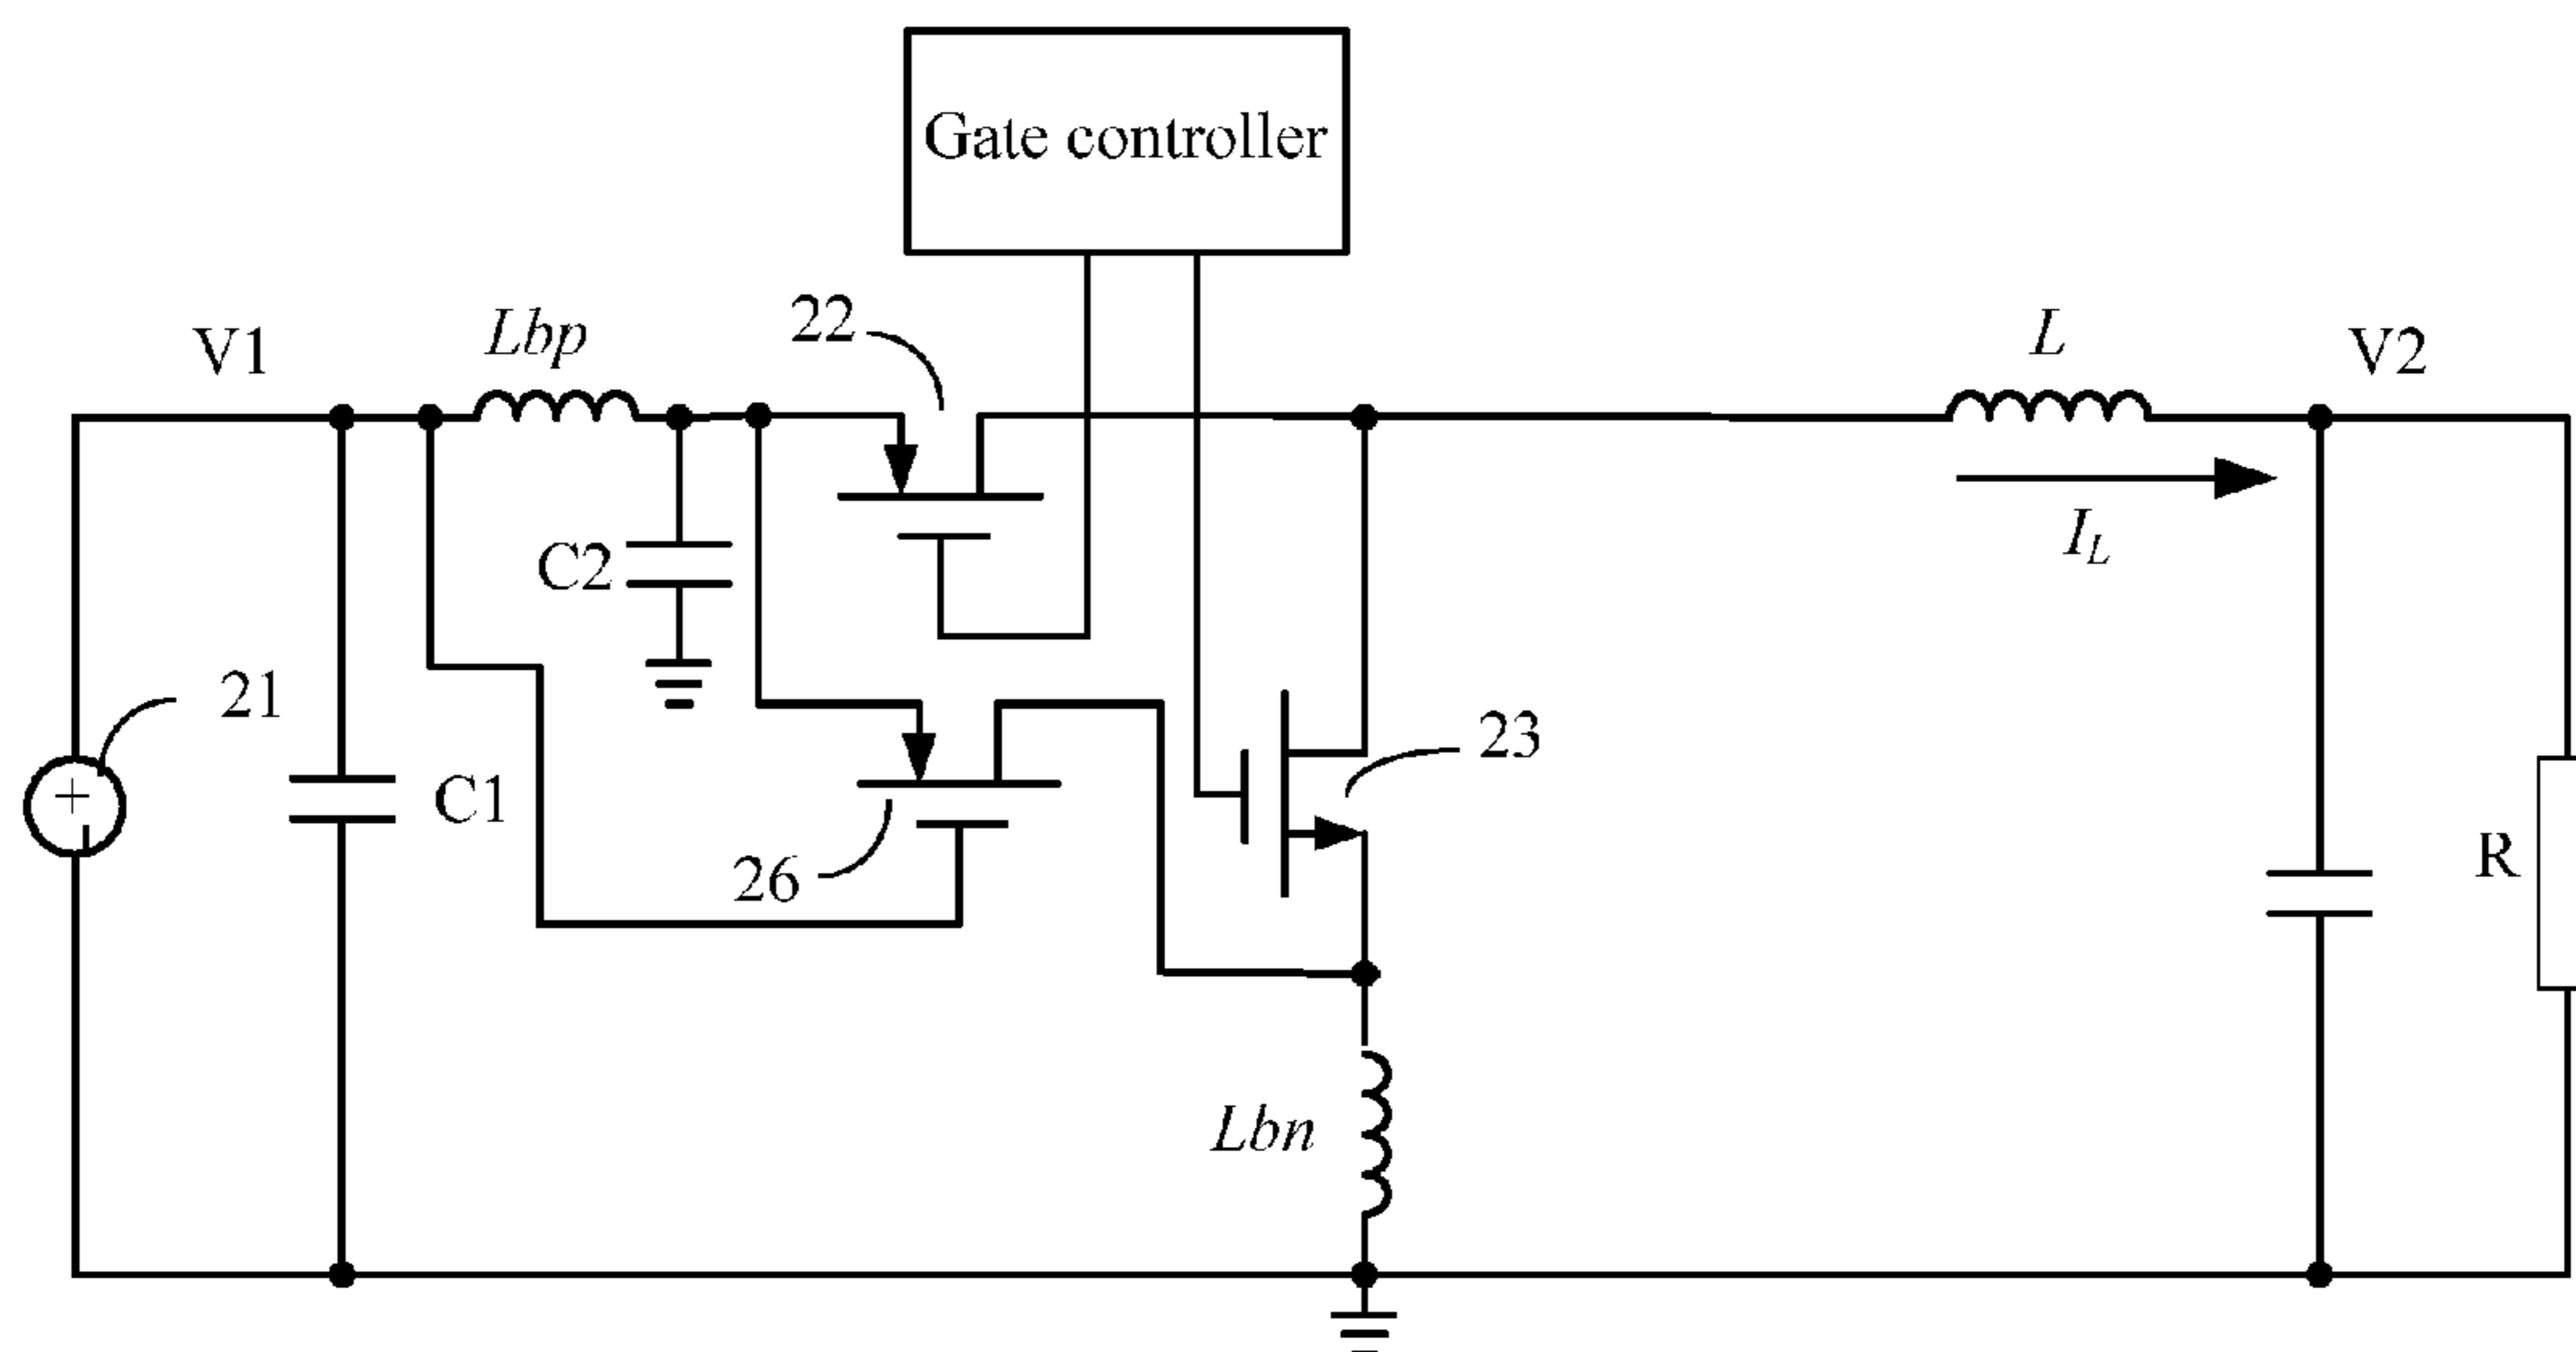 Gate controller
V1
Lbp
22
L
V2
C2
I_L
21
C1
26
23
R
Lbn